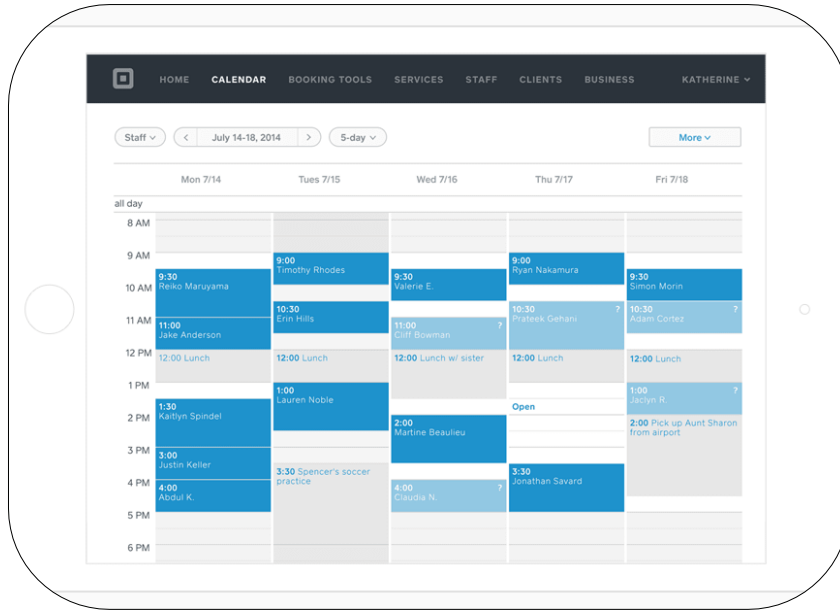 HOME CALENDAR BOOKING TOOLS SERVICES STAFF CLIENTS BUSINESS KATHERINE
Staff July 14-18, 2014 5-day More
Mon 7/14 Tues 7/15 Wed 7/16 Thu 7/17 Fri 7/18
all day
8 AM
9 AM
10 AM
11 AM
12 PM
1 PM
2 PM
3 PM
4 PM
5 PM
6 PM
9:30
Reiko Maruyama
11:00
Jake Anderson
12:00 Lunch
1:30
Kaitlyn Spindel
3:00
Justin Keller
4:00
Abdul K.
9:00
Timothy Rhodes
10:30
Erin Hills
12:00 Lunch
1:00
Lauren Noble
3:30 Spencer's soccer
practice
9:30
Valerie E.
11:00 ?
Cliff Bowman
12:00 Lunch w/ sister
2:00
Martine Beaulieu
4:00 ?
Claudia N.
9:00
Ryan Nakamura
10:30 ?
Prateek Gehani
12:00 Lunch
Open
3:30
Jonathan Savard
9:30
Simon Morin
10:30 ?
Adam Cortez
12:00 Lunch
1:00 ?
Jaclyn R.
2:00 Pick up Aunt Sharon
from airport